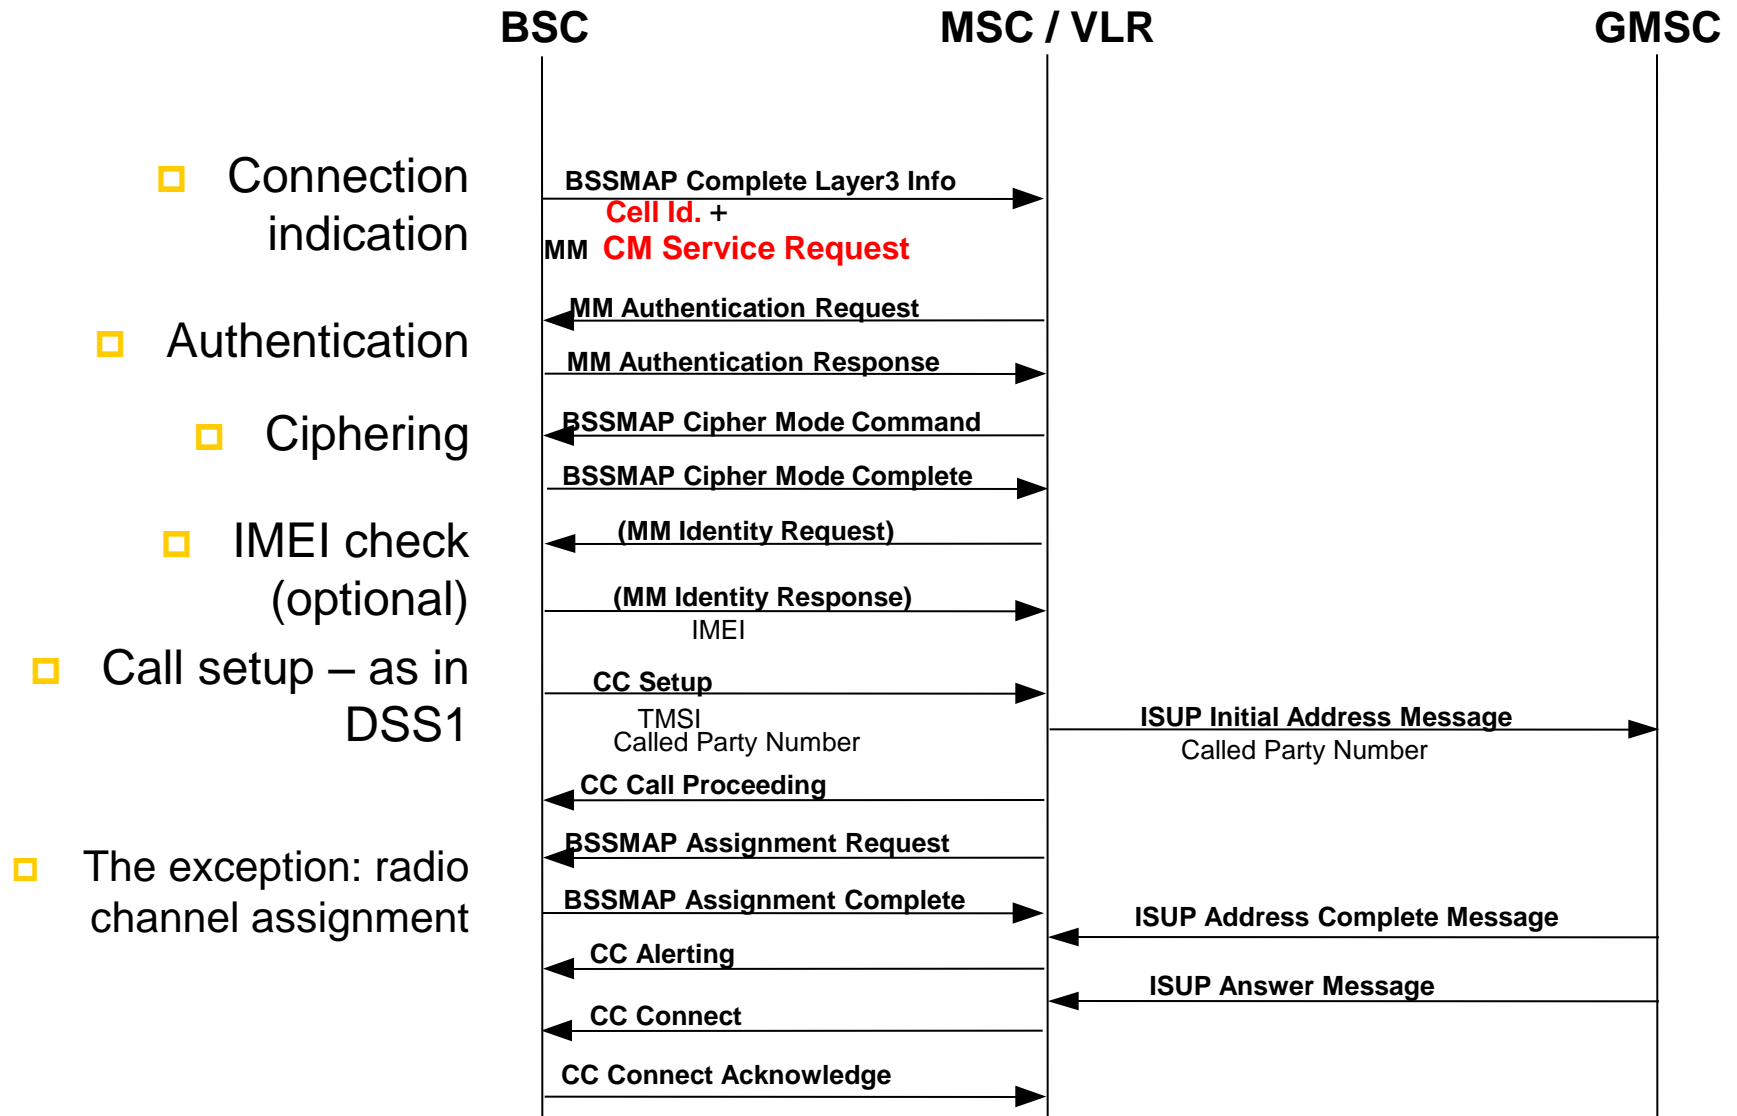 BSC MSC / VLR GMSC
Connection
indication
BSSMAP Complete Layer3 Info
Cell Id. +
MM CM Service Request
MM Authentication Request
Authentication
MM Authentication Response
Ciphering
BSSMAP Cipher Mode Command
BSSMAP Cipher Mode Complete
IMEI check
(optional)
(MM Identity Request)
(MM Identity Response)
IMEI
Call setup – as in
DSS1
CC Setup
TMSI
Called Party Number
ISUP Initial Address Message
Called Party Number
CC Call Proceeding
The exception: radio
channel assignment
BSSMAP Assignment Request
BSSMAP Assignment Complete
ISUP Address Complete Message
CC Alerting
ISUP Answer Message
CC Connect
CC Connect Acknowledge